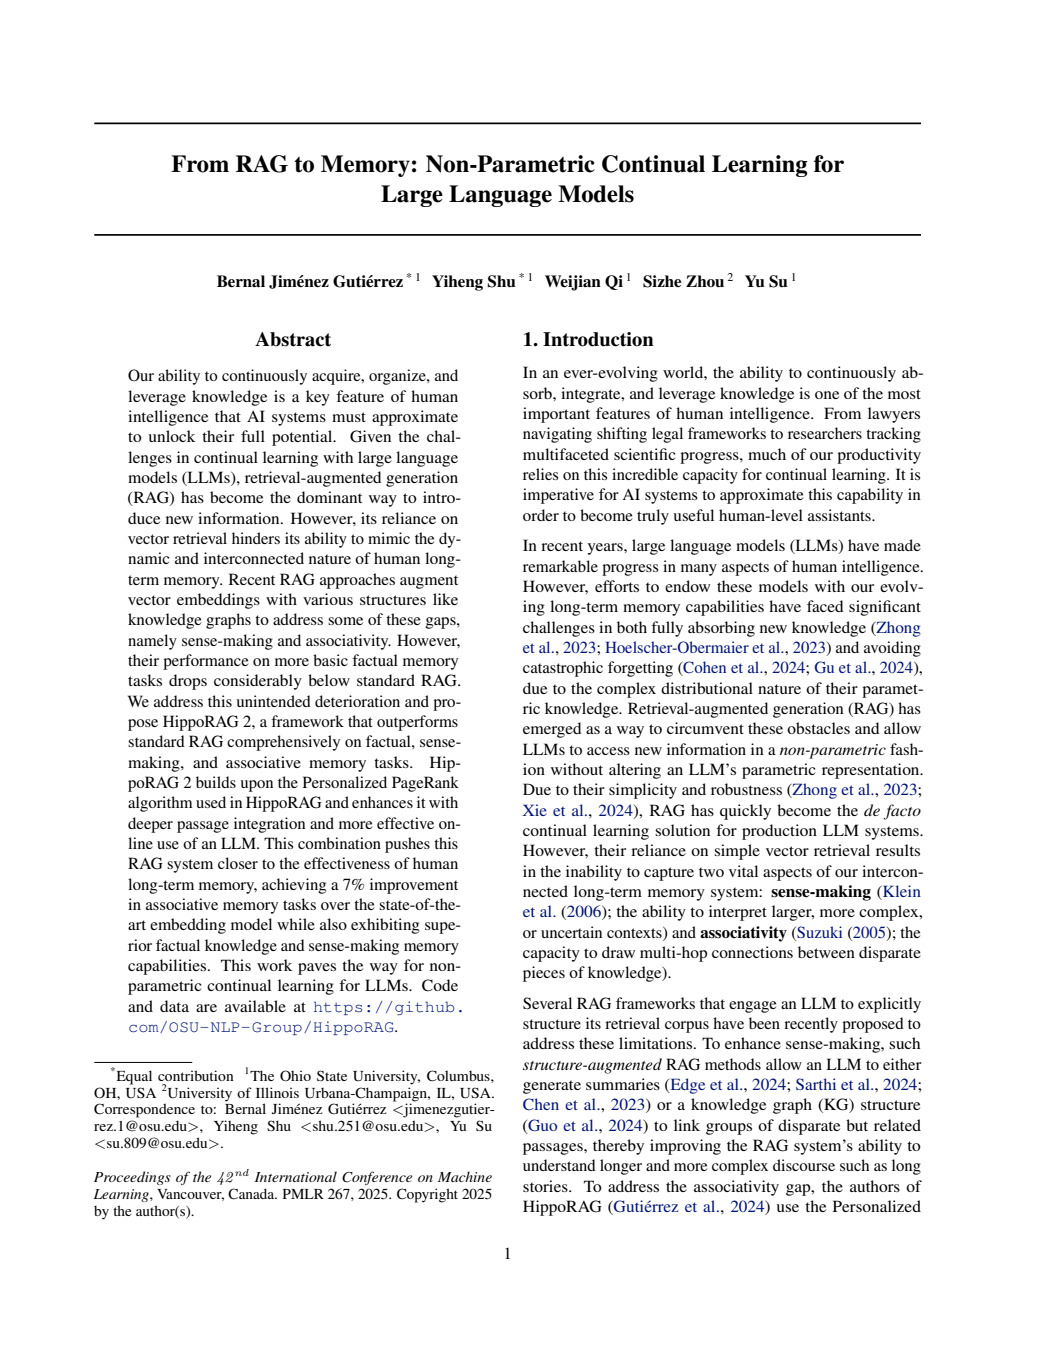 From RAG to Memory: Non-Parametric Continual Learning for
Large Language Models
Bernal Jiménez Gutiérrez * 1 Yiheng Shu * 1 Weijian Qi 1 Sizhe Zhou 2 Yu Su 1
Abstract
Our ability to continuously acquire, organize, and
leverage knowledge is a key feature of human
intelligence that AI systems must approximate
to unlock their full potential. Given the chal-
lenges in continual learning with large language
models (LLMs), retrieval-augmented generation
(RAG) has become the dominant way to intro-
duce new information. However, its reliance on
vector retrieval hinders its ability to mimic the dy-
namic and interconnected nature of human long-
term memory. Recent RAG approaches augment
vector embeddings with various structures like
knowledge graphs to address some of these gaps,
namely sense-making and associativity. However,
their performance on more basic factual memory
tasks drops considerably below standard RAG.
We address this unintended deterioration and pro-
pose HippoRAG 2, a framework that outperforms
standard RAG comprehensively on factual, sense-
making, and associative memory tasks. Hip-
poRAG 2 builds upon the Personalized PageRank
algorithm used in HippoRAG and enhances it with
deeper passage integration and more effective on-
line use of an LLM. This combination pushes this
RAG system closer to the effectiveness of human
long-term memory, achieving a 7% improvement
in associative memory tasks over the state-of-the-
art embedding model while also exhibiting supe-
rior factual knowledge and sense-making memory
capabilities. This work paves the way for non-
parametric continual learning for LLMs. Code
and data are available at https://github.
com/OSU-NLP-Group/HippoRAG.
*Equal contribution 1The Ohio State University, Columbus,
OH, USA 2University of Illinois Urbana-Champaign, IL, USA.
Correspondence to: Bernal Jiménez Gutiérrez <jimenezgutier-
rez.1@osu.edu>, Yiheng Shu <shu.251@osu.edu>, Yu Su
<su.809@osu.edu>.
Proceedings of the 42nd International Conference on Machine
Learning, Vancouver, Canada. PMLR 267, 2025. Copyright 2025
by the author(s).
1. Introduction
In an ever-evolving world, the ability to continuously ab-
sorb, integrate, and leverage knowledge is one of the most
important features of human intelligence. From lawyers
navigating shifting legal frameworks to researchers tracking
multifaceted scientific progress, much of our productivity
relies on this incredible capacity for continual learning. It is
imperative for AI systems to approximate this capability in
order to become truly useful human-level assistants.
In recent years, large language models (LLMs) have made
remarkable progress in many aspects of human intelligence.
However, efforts to endow these models with our evolv-
ing long-term memory capabilities have faced significant
challenges in both fully absorbing new knowledge (Zhong
et al., 2023; Hoelscher-Obermaier et al., 2023) and avoiding
catastrophic forgetting (Cohen et al., 2024; Gu et al., 2024),
due to the complex distributional nature of their paramet-
ric knowledge. Retrieval-augmented generation (RAG) has
emerged as a way to circumvent these obstacles and allow
LLMs to access new information in a non-parametric fash-
ion without altering an LLM's parametric representation.
Due to their simplicity and robustness (Zhong et al., 2023;
Xie et al., 2024), RAG has quickly become the de facto
continual learning solution for production LLM systems.
However, their reliance on simple vector retrieval results
in the inability to capture two vital aspects of our intercon-
nected long-term memory system: sense-making (Klein
et al. (2006); the ability to interpret larger, more complex,
or uncertain contexts) and associativity (Suzuki (2005); the
capacity to draw multi-hop connections between disparate
pieces of knowledge).
Several RAG frameworks that engage an LLM to explicitly
structure its retrieval corpus have been recently proposed to
address these limitations. To enhance sense-making, such
structure-augmented RAG methods allow an LLM to either
generate summaries (Edge et al., 2024; Sarthi et al., 2024;
Chen et al., 2023) or a knowledge graph (KG) structure
(Guo et al., 2024) to link groups of disparate but related
passages, thereby improving the RAG system's ability to
understand longer and more complex discourse such as long
stories. To address the associativity gap, the authors of
HippoRAG (Gutiérrez et al., 2024) use the Personalized
1